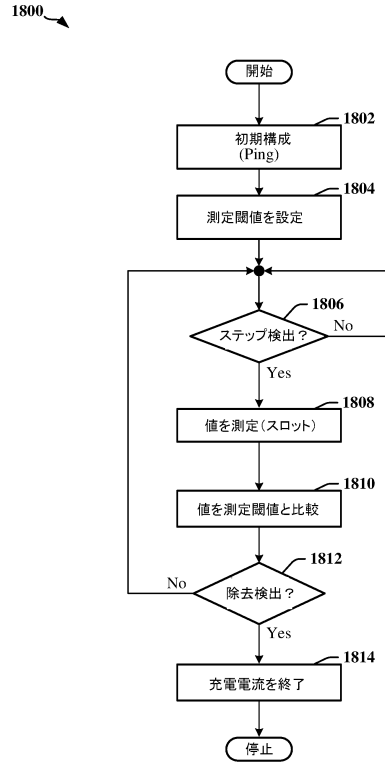 1800
開始
1802
初期構成
(Ping)
1804
測定閾値を設定
1806
ステップ検出？
No
Yes
1808
値を測定（スロット）
1810
値を測定閾値と比較
1812
除去検出？
No
Yes
1814
充電電流を終了
停止